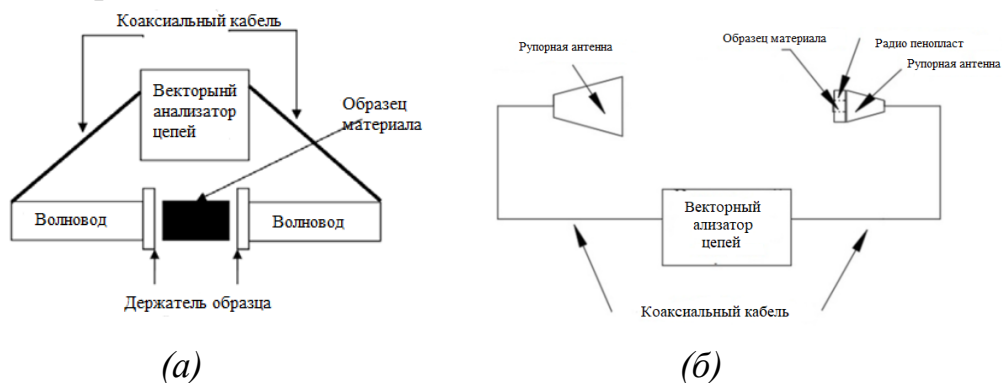 Коаксиальный кабель
Векторынй
анализатор
цепей
Образец
материала
Волновод
Волновод
Держатель образца
(а)
Рупорная антенна
Образец материала
Радио пенопласт
Рупорная антенна
Векторный
ализатор
цепей
Коаксиальный кабель
(б)